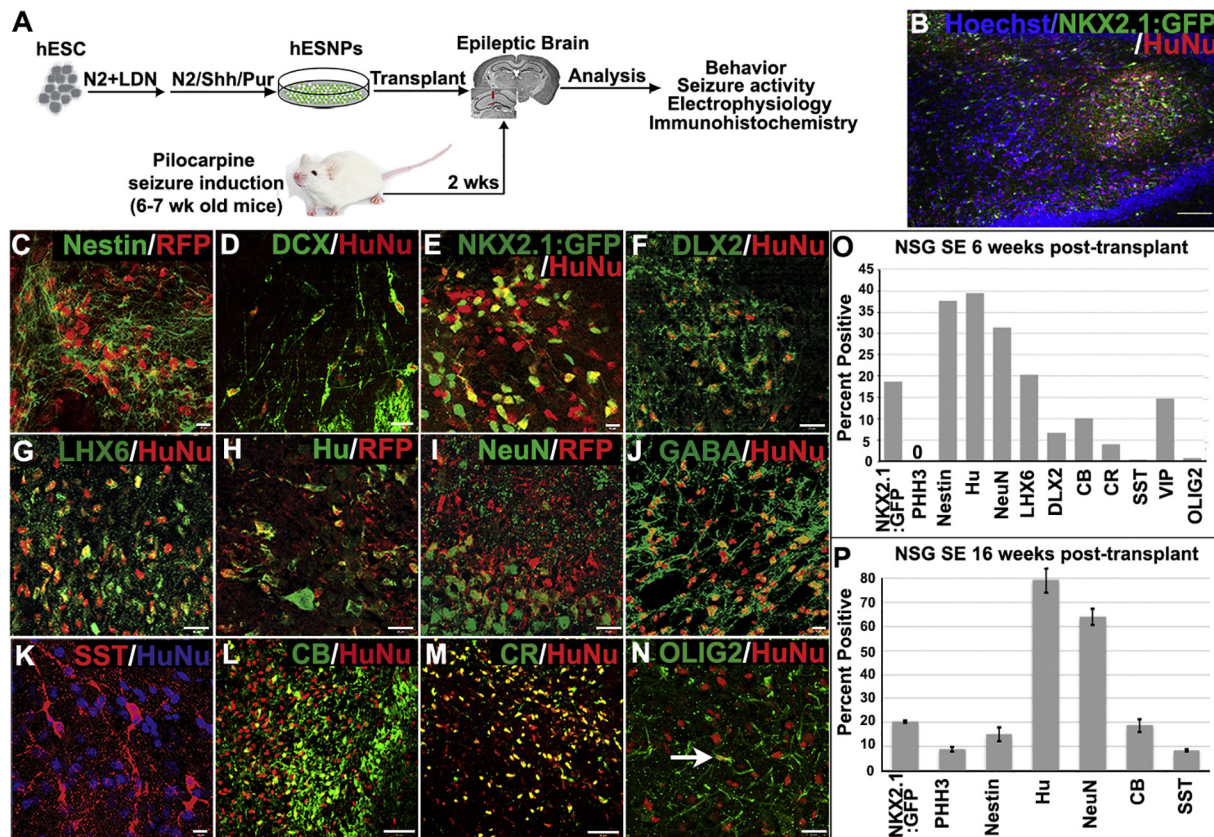 A
hESC
N2+LDN
N2/Shh/Pur
hESNPs
Transplant
Epileptic Brain
Analysis
Behavior
Seizure activity
Electrophysiology
Immunohistochemistry
Pilocarpine
seizure induction
(6-7 wk old mice)
2 wks
B
Hoechst/NKX2.1:GFP
/HuNu
C
Nestin/RFP
D
DCX/HuNu
E
NKX2.1:GFP
/HuNu
F
DLX2/HuNu
G
LHX6/HuNu
H
Hu/RFP
I
NeuN/RFP
J
GABA/HuNu
K
SST/HuNu
L
CB/HuNu
M
CR/HuNu
N
OLIG2/HuNu
O
NSG SE 6 weeks post-transplant
Percent Positive
45
40
35
30
25
20
15
10
5
0
0
NKX2.1
:GFP
PHH3
Nestin
Hu
NeuN
LHX6
DLX2
CB
CR
SST
VIP
OLIG2
P
NSG SE 16 weeks post-transplant
Percent Positive
80
70
60
50
40
30
20
10
0
NKX2.1
:GFP
PHH3
Nestin
Hu
NeuN
CB
SST